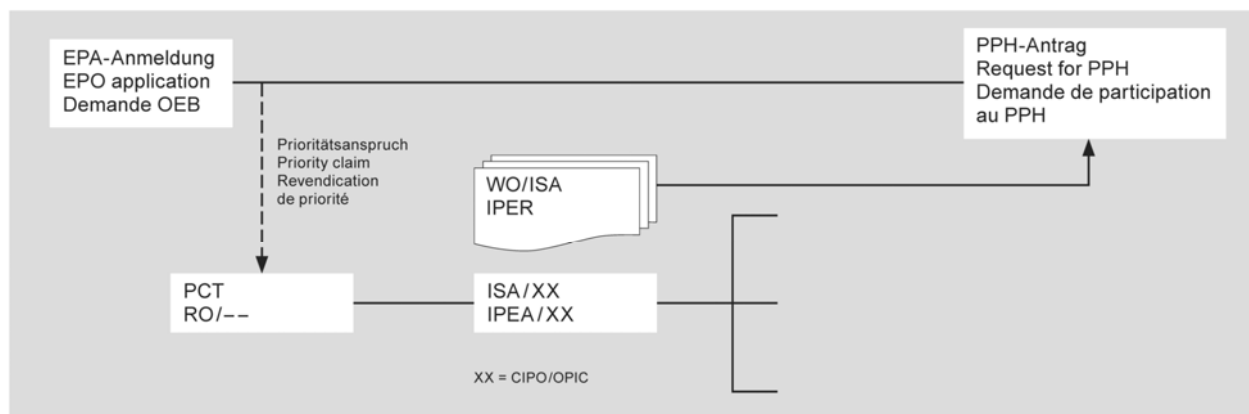 EPA-Anmeldung
EPO application
Demande OEB
PPH-Antrag
Request for PPH
Demande de participation
au PPH
Prioritätsanspruch
Priority claim
Revendication
de priorité
WO/ISA
IPER
PCT
RO/––
ISA/XX
IPEA/XX
XX = CIPO/OPIC